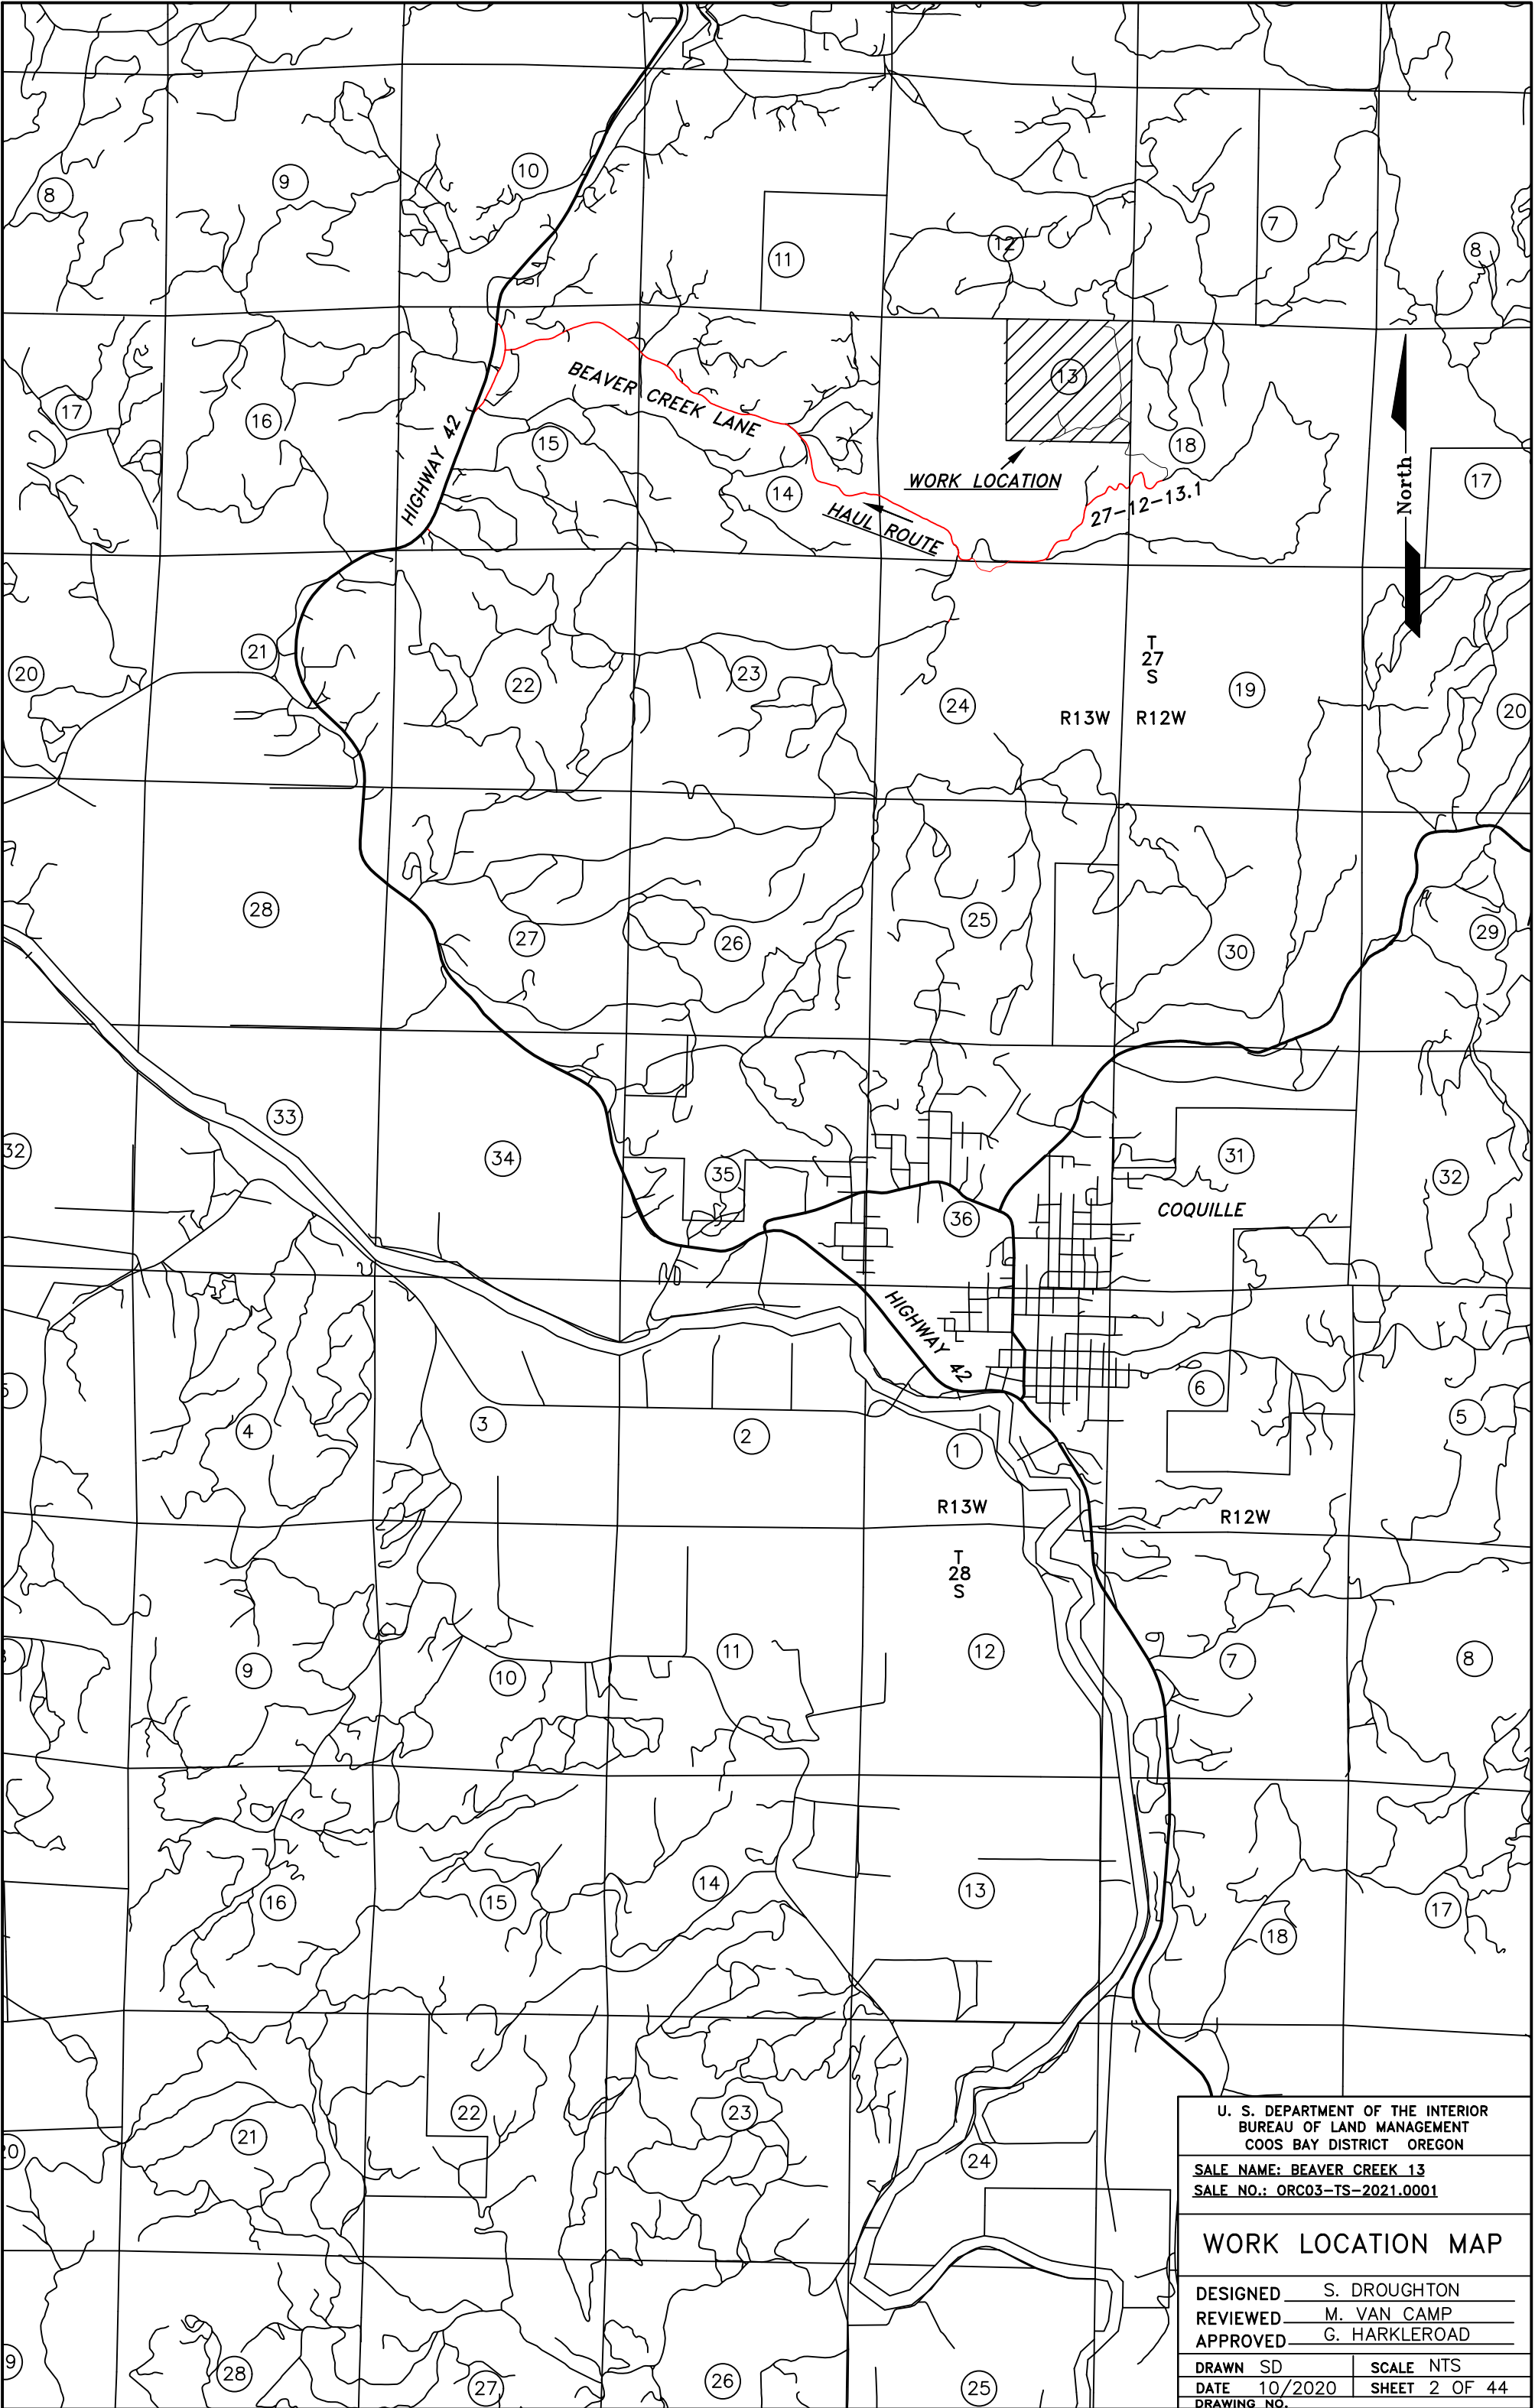 8
9
10
11
12
7
8
17
16
HIGHWAY 42
BEAVER CREEK LANE
15
14
13
18
17
WORK LOCATION
HAUL ROUTE
27-12-13.1
North
20
21
22
23
24
T
27
S
19
20
R13W
R12W
28
27
26
25
30
29
32
33
34
35
36
31
32
COQUILLE
HIGHWAY 42
4
3
2
1
6
5
R13W
R12W
T
28
S
9
10
11
12
7
8
16
15
14
13
18
17
20
21
22
23
24
9
28
27
26
25
U. S. DEPARTMENT OF THE INTERIOR
BUREAU OF LAND MANAGEMENT
COOS BAY DISTRICT OREGON
SALE NAME: BEAVER CREEK 13
SALE NO.: ORC03-TS-2021.0001
WORK LOCATION MAP
DESIGNED S. DROUGHTON
REVIEWED M. VAN CAMP
APPROVED G. HARKLEROAD
DRAWN SD SCALE NTS
DATE 10/2020 SHEET 2 OF 44
DRAWING NO.